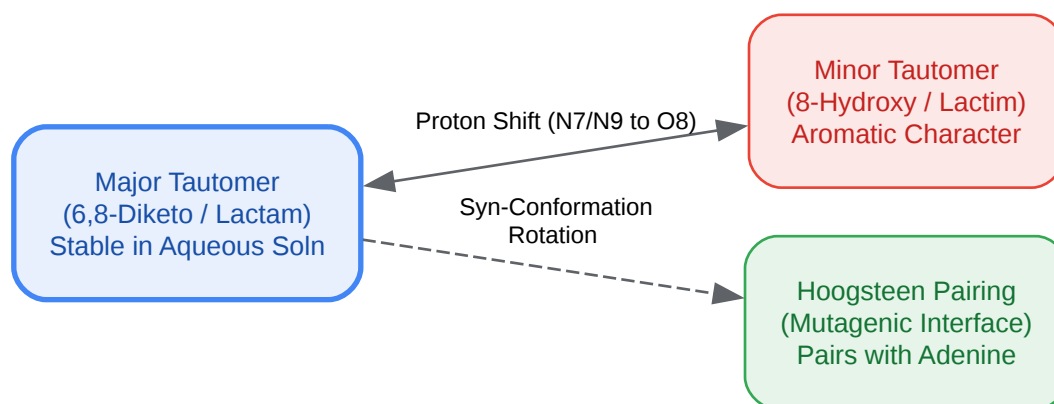 Major Tautomer
(6,8-Diketo / Lactam)
Stable in Aqueous Soln
Proton Shift (N7/N9 to O8)
Minor Tautomer
(8-Hydroxy / Lactim)
Aromatic Character
Syn-Conformation
Rotation
Hoogsteen Pairing
(Mutagenic Interface)
Pairs with Adenine